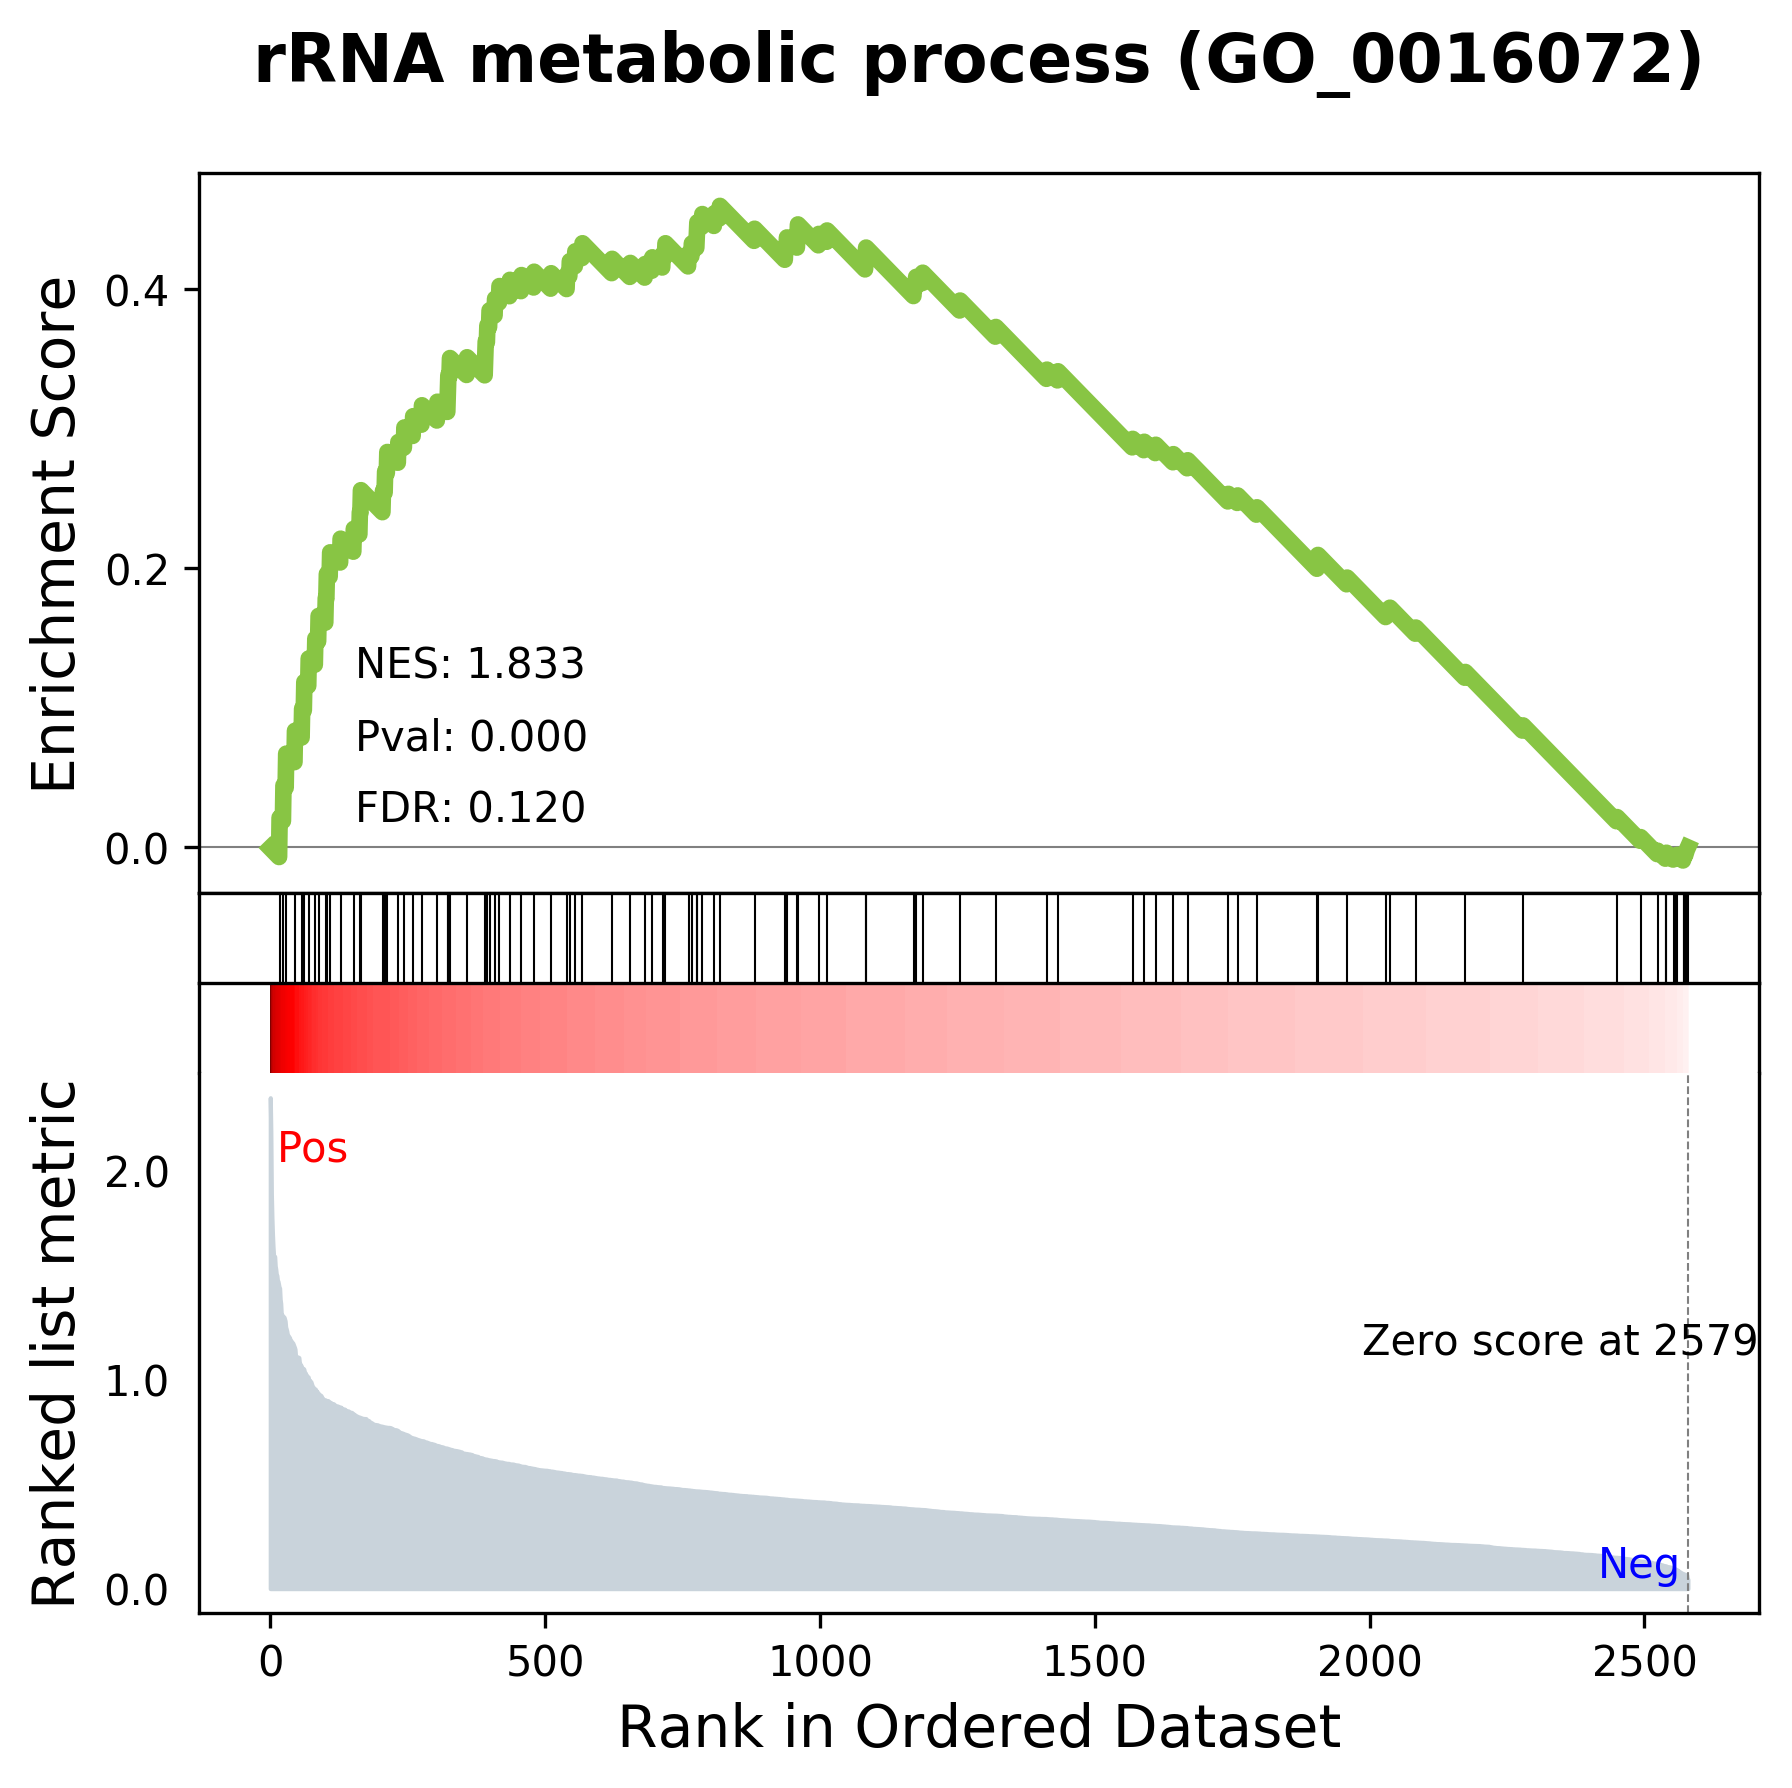 rRNA metabolic process (GO_0016072)
Enrichment Score
0.4
0.2
0.0
NES: 1.833
Pval: 0.000
FDR: 0.120
Ranked list metric
2.0
1.0
0.0
Pos
Zero score at 2579
Neg
0 500 1000 1500 2000 2500
Rank in Ordered Dataset